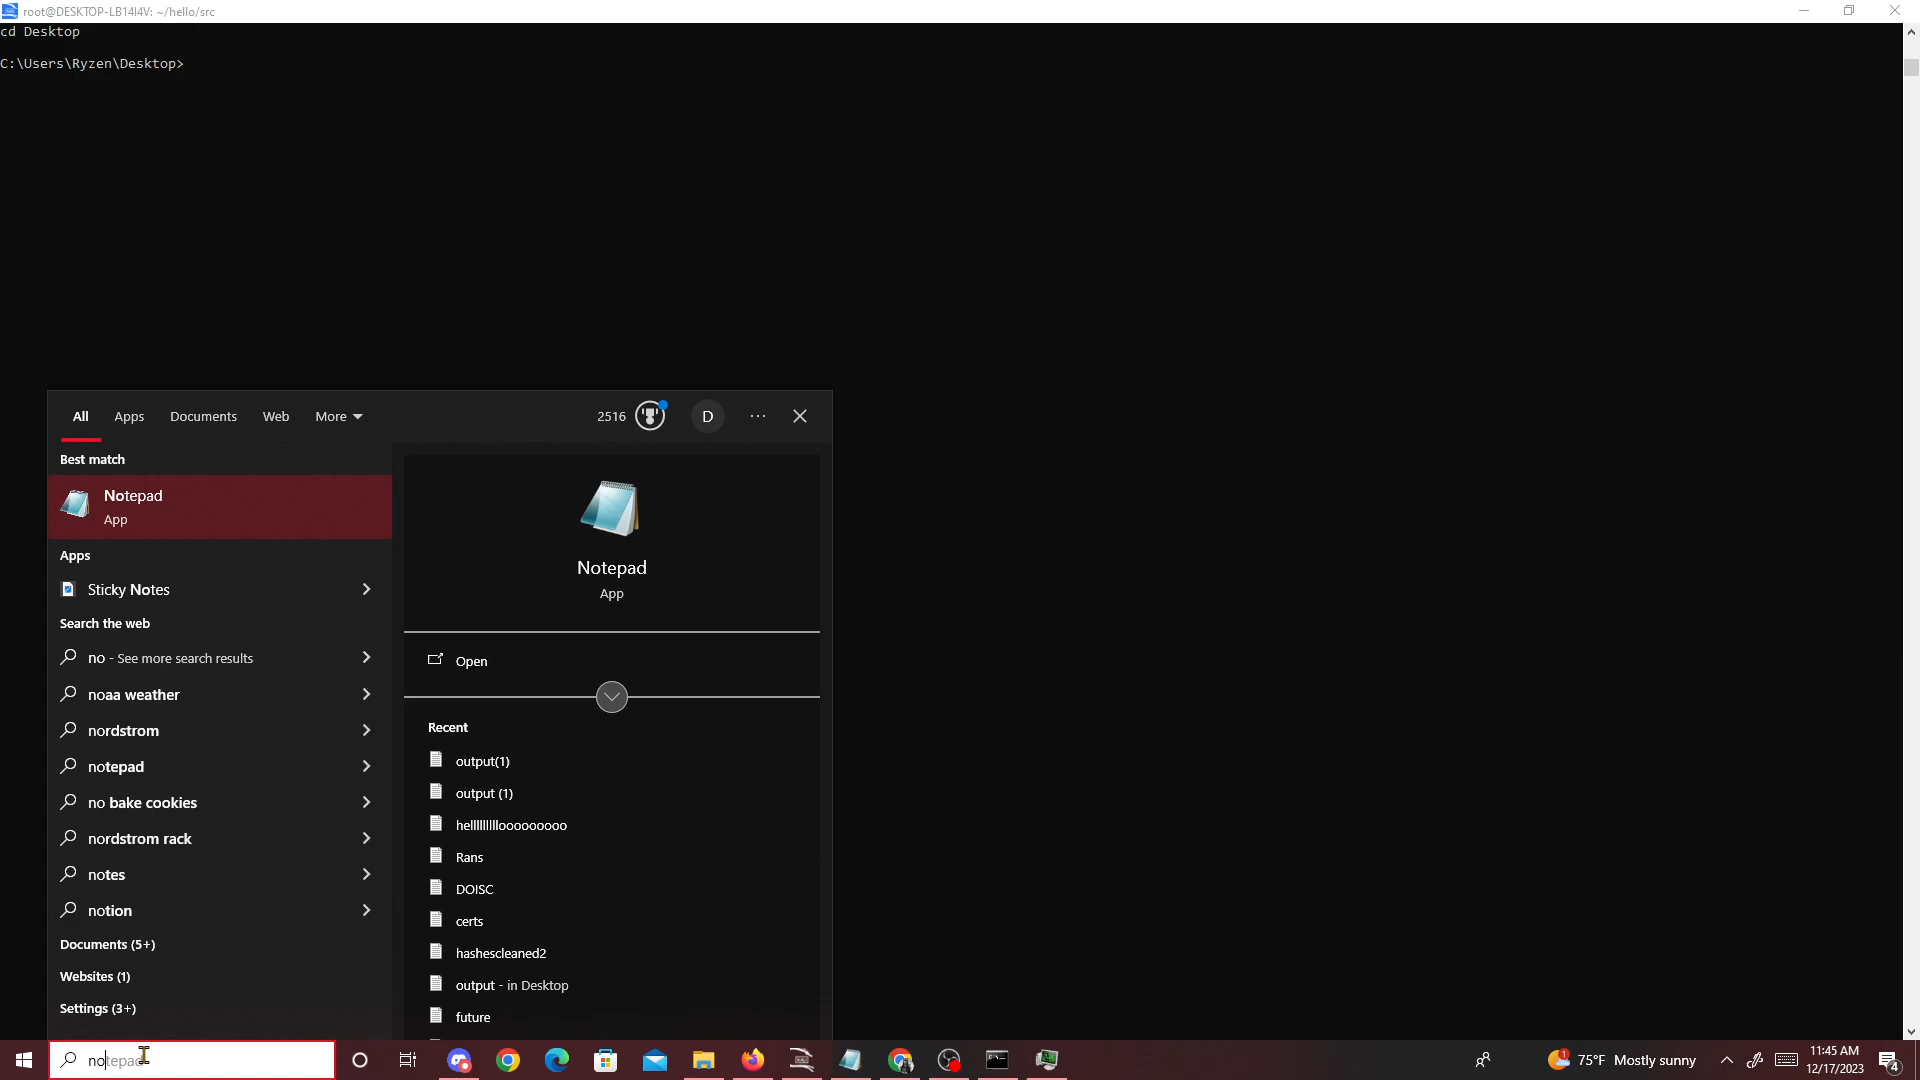 root@DESKTOP-LB14I4V: ~/hello/src
cd Desktop
C:\Users\Ryzen\Desktop>
All Apps Documents Web More 2516 D ...
Best match
Notepad
App
Apps
Sticky Notes
Search the web
no - See more search results
noaa weather
nordstrom
notepad
no bake cookies
nordstrom rack
notes
notion
Documents (5+)
Websites (1)
Settings (3+)
Notepad
App
Open
Recent
output(1)
output (1)
Rans
DOISC
certs
hashescleaned2
output - in Desktop
future
notepad
1 75°F Mostly sunny
11:45 AM
12/17/2023
4